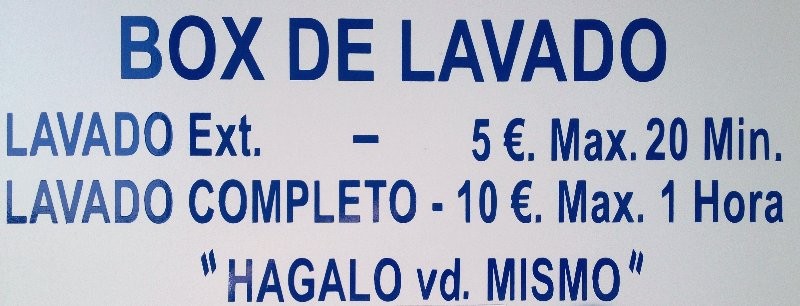 BOX DE LAVADO
LAVADO Ext. - 5 €. Max. 20 Min.
LAVADO COMPLETO - 10 €. Max. 1 Hora
"HAGALO vd. MISMO"